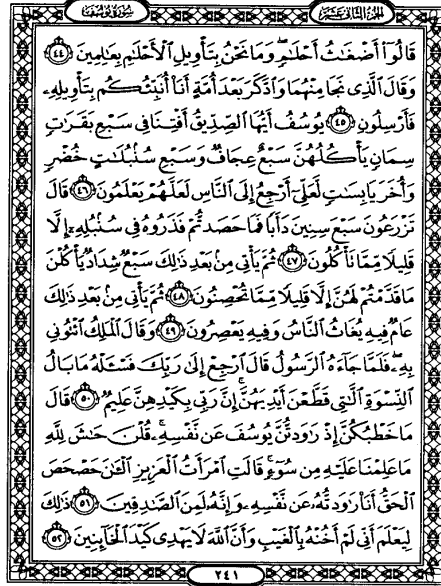 سورة يوسف
الجزء الثاني عشر
قَالُوٓا۟ أَضْغَٰثُ أَحْلَٰمٍۢ ۖ وَمَا نَحْنُ بِتَأْوِيلِ ٱلْأَحْلَٰمِ بِعَٰلِمِينَ ٤٤
وَقَالَ ٱلَّذِى نَجَا مِنْهُمَا وَٱدَّكَرَ بَعْدَ أُمَّةٍ أَنَا۠ أُنَبِّئُكُم بِتَأْوِيلِهِۦ
فَأَرْسِلُونِ ٤٥ يُوسُفُ أَيُّهَا ٱلصِّدِّيقُ أَفْتِنَا فِى سَبْعِ بَقَرَٰتٍۢ
سِمَانٍۢ يَأْكُلُهُنَّ سَبْعٌ عِجَافٌۭ وَسَبْعِ سُنۢبُلَٰتٍ خُضْرٍۢ
وَأُخَرَ يَابِسَٰتٍۢ لَّعَلِّىٓ أَرْجِعُ إِلَى ٱلنَّاسِ لَعَلَّهُمْ يَعْلَمُونَ ٤٦ قَالَ
تَزْرَعُونَ سَبْعَ سِنِينَ دَأَبًۭا فَمَا حَصَدتُّمْ فَذَرُوهُ فِى سُنۢبُلِهِۦٓ إِلَّا
قَلِيلًۭا مِّمَّا تَأْكُلُونَ ٤٧ ثُمَّ يَأْتِى مِنۢ بَعْدِ ذَٰلِكَ سَبْعٌۭ شِدَادٌۭ يَأْكُلْنَ
مَا قَدَّمْتُمْ لَهُنَّ إِلَّا قَلِيلًۭا مِّمَّا تُحْصِنُونَ ٤٨ ثُمَّ يَأْتِى مِنۢ بَعْدِ ذَٰلِكَ
عَامٌۭ فِيهِ يُغَاثُ ٱلنَّاسُ وَفِيهِ يَعْصِرُونَ ٤٩ وَقَالَ ٱلْمَلِكُ ٱئْتُونِى
بِهِۦ ۖ فَلَمَّا جَآءَهُ ٱلرَّسُولُ قَالَ ٱرْجِعْ إِلَىٰ رَبِّكَ فَسْـَٔلْهُ مَا بَالُ
ٱلنِّسْوَةِ ٱلَّٰتِى قَطَّعْنَ أَيْدِيَهُنَّ ۚ إِنَّ رَبِّى بِكَيْدِهِنَّ عَلِيمٌۭ ٥٠ قَالَ
مَا خَطْبُكُنَّ إِذْ رَٰوَدتُّنَّ يُوسُفَ عَن نَّفْسِهِۦ ۚ قُلْنَ حَٰشَ لِلَّهِ
مَا عَلِمْنَا عَلَيْهِ مِن سُوٓءٍۢ ۚ قَالَتِ ٱمْرَأَتُ ٱلْعَزِيزِ ٱلْـَٰٔنَ حَصْحَصَ
ٱلْحَقُّ أَنَا۠ رَٰوَدتُّهُۥ عَن نَّفْسِهِۦ وَإِنَّهُۥ لَمِنَ ٱلصَّٰدِقِينَ ٥١ ذَٰلِكَ
لِيَعْلَمَ أَنِّى لَمْ أَخُنْهُ بِٱلْغَيْبِ وَأَنَّ ٱللَّهَ لَا يَهْدِى كَيْدَ ٱلْخَآئِنِينَ ٥٢
٢٤١